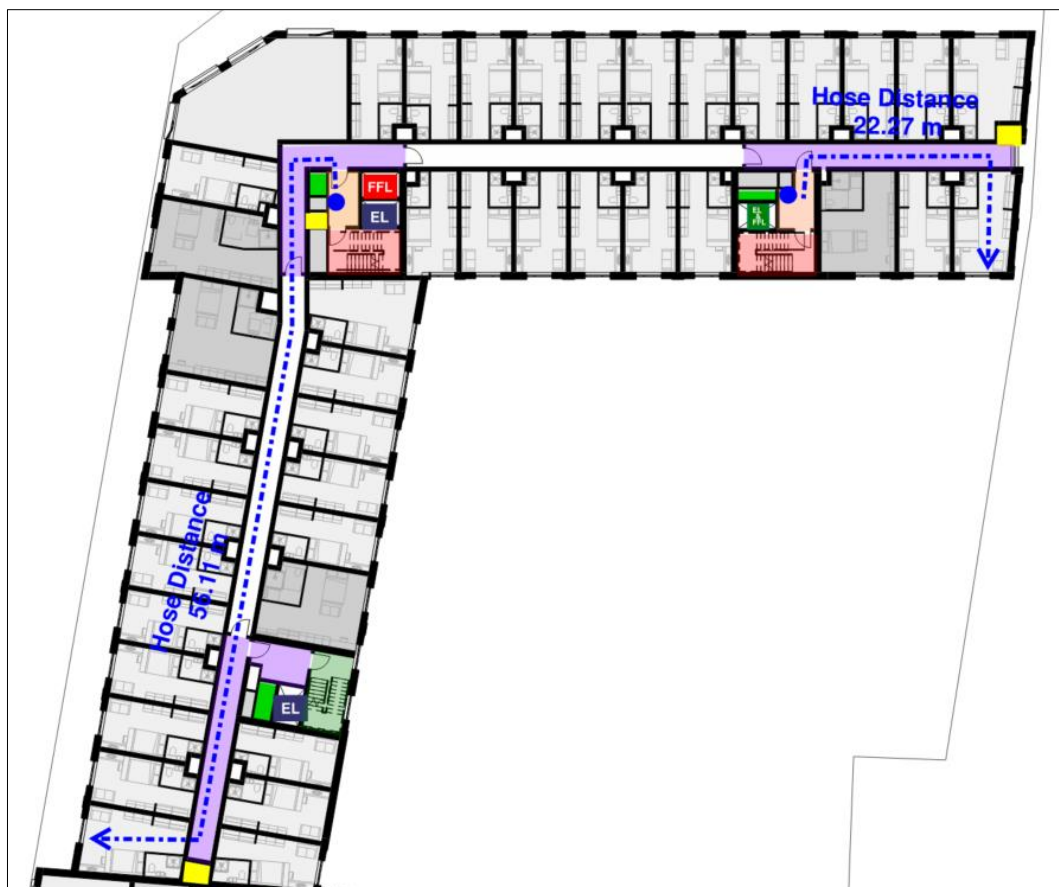 Hose Distance
22.27 m
FFL
EL
EL
&
FFL
Hose Distance
56.11 m
EL